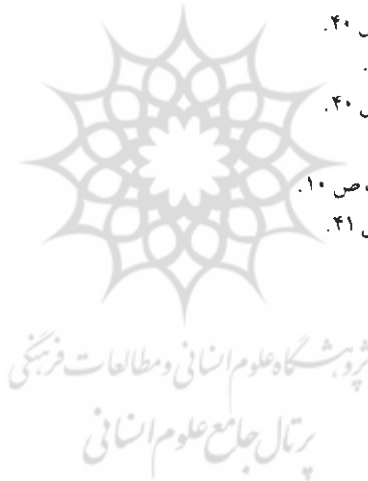 ص ۴۰.
.
ص ۴۰.
، ص ۱۰.
ص ۴۱.
پژوهشگاه علوم انسانی و مطالعات فرهنگی
پرتال جامع علوم انسانی